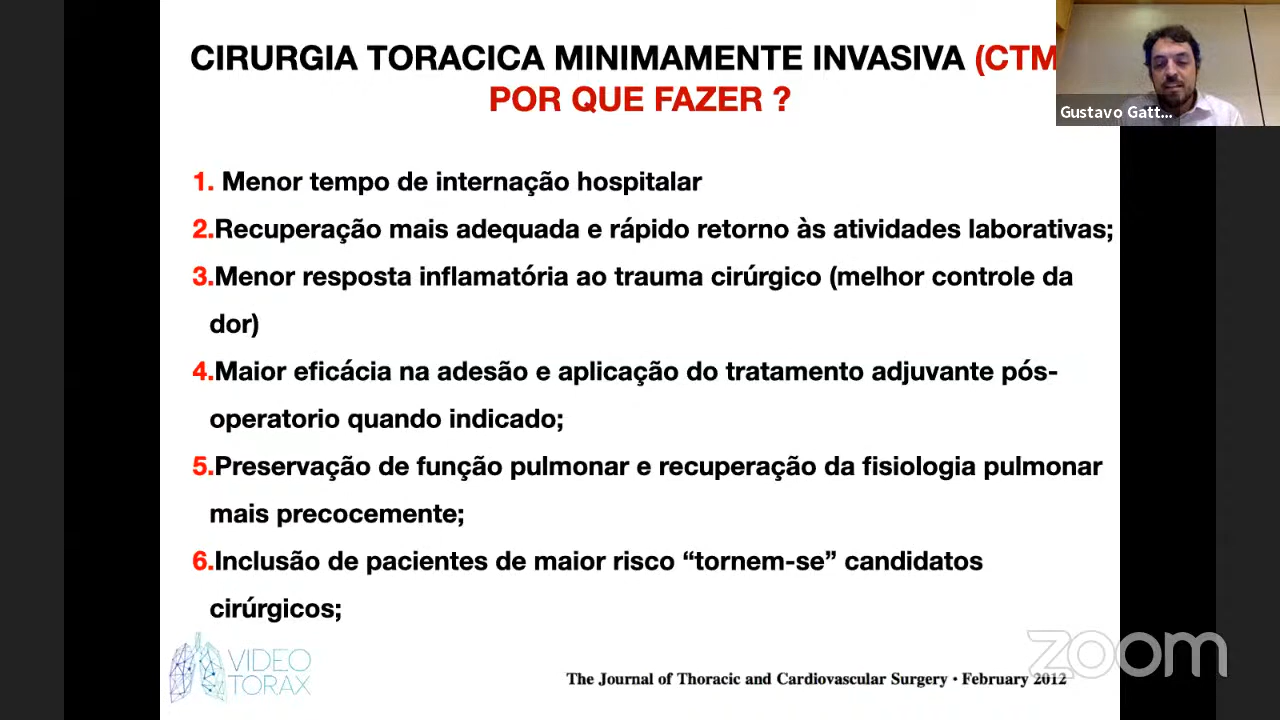 CIRURGIA TORACICA MINIMAMENTE INVASIVA (CTM
POR QUE FAZER ?
Gustavo Gatt...
1. Menor tempo de internação hospitalar
2.Recuperação mais adequada e rápido retorno às atividades laborativas;
3.Menor resposta inflamatória ao trauma cirúrgico (melhor controle da
dor)
4.Maior eficácia na adesão e aplicação do tratamento adjuvante pós-
operatorio quando indicado;
5.Preservação de função pulmonar e recuperação da fisiologia pulmonar
mais precocemente;
6.Inclusão de pacientes de maior risco “tornem-se” candidatos
cirúrgicos;
VIDEO
TORAX
The Journal of Thoracic and Cardiovascular Surgery • February 2012
zoom